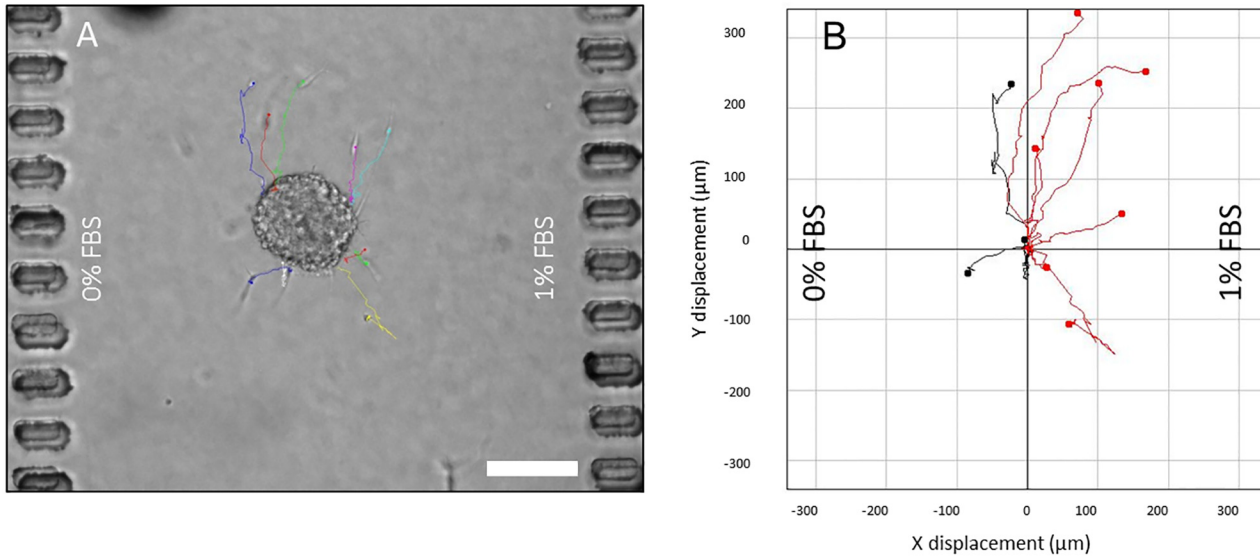 A
0% FBS
1% FBS
B
300
200
100
0
-100
-200
-300
Y displacement (µm)
0% FBS
1% FBS
-300
-200
-100
0
100
200
300
X displacement (µm)